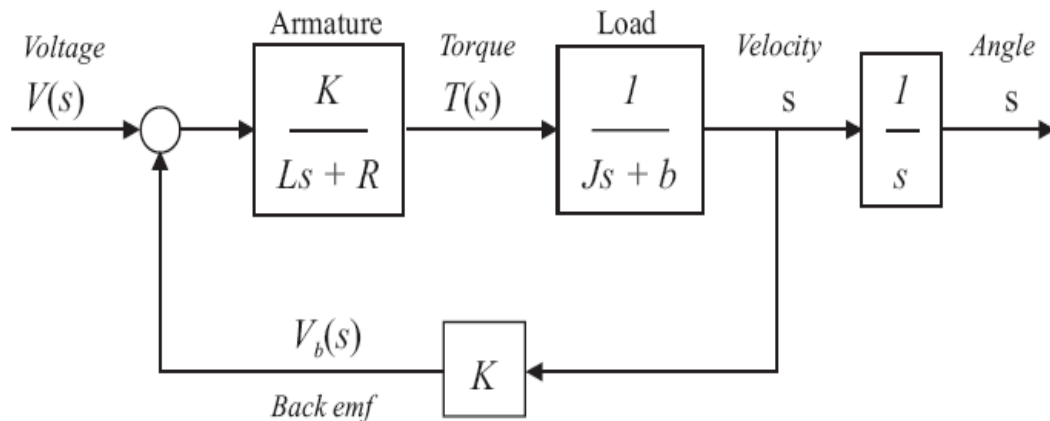 Armature
Load
Voltage
Torque
Velocity
Angle
V(s)
K
Ls + R
T(s)
1
Js + b
s
1
s
s
V_b(s)
K
Back emf